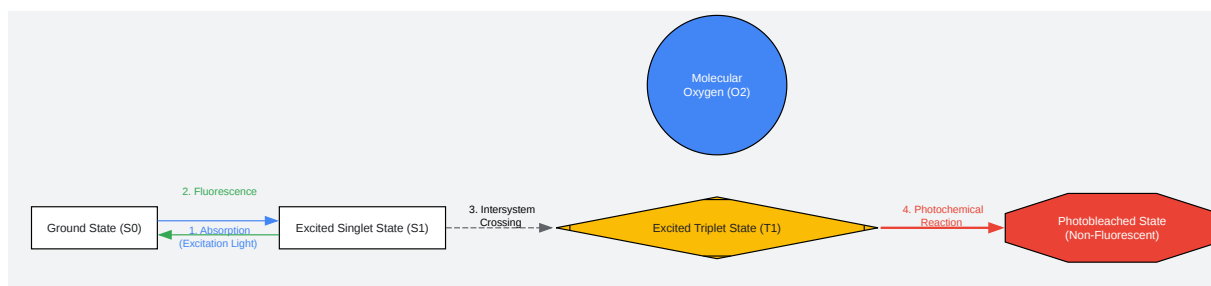 Molecular
Oxygen (O2)
2. Fluorescence
1. Absorption
(Excitation Light)
3. Intersystem
Crossing
4. Photochemical
Reaction
Ground State (S0)
Excited Singlet State (S1)
Excited Triplet State (T1)
Photobleached State
(Non-Fluorescent)